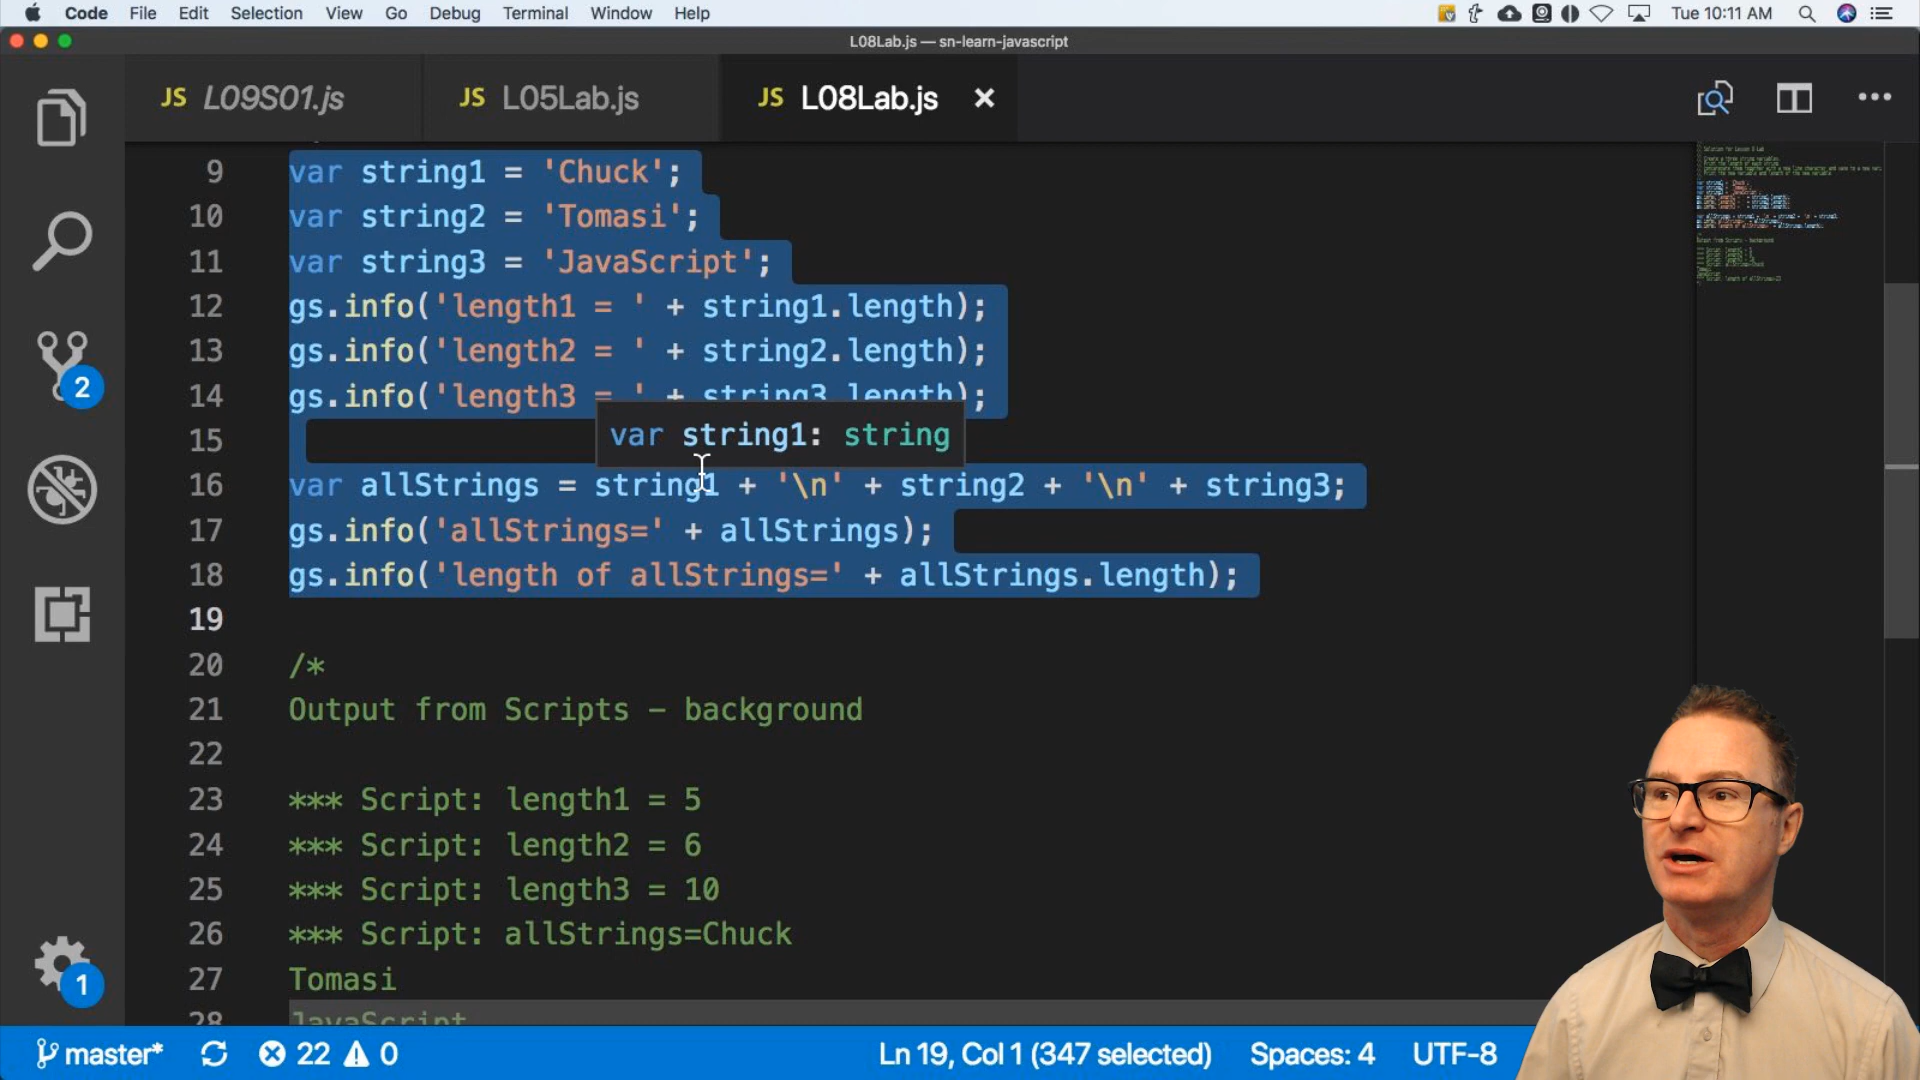 Code File Edit Selection View Go Debug Terminal Window Help Tue 10:11 AM
L08Lab.js — sn-learn-javascript
JS L09S01.js JS L05Lab.js JS L08Lab.js
9 var string1 = 'Chuck';
10 var string2 = 'Tomasi';
11 var string3 = 'JavaScript';
12 gs.info('length1 = ' + string1.length);
13 gs.info('length2 = ' + string2.length);
14 gs.info('length3 = ' + string3.length);
15
var string1: string
16 var allStrings = string1 + '\n' + string2 + '\n' + string3;
17 gs.info('allStrings=' + allStrings);
18 gs.info('length of allStrings=' + allStrings.length);
19
20 /*
21 Output from Scripts - background
22
23 *** Script: length1 = 5
24 *** Script: length2 = 6
25 *** Script: length3 = 10
26 *** Script: allStrings=Chuck
27 Tomasi
28 JavaScript
2
1
master* 22 0 Ln 19, Col 1 (347 selected) Spaces: 4 UTF-8